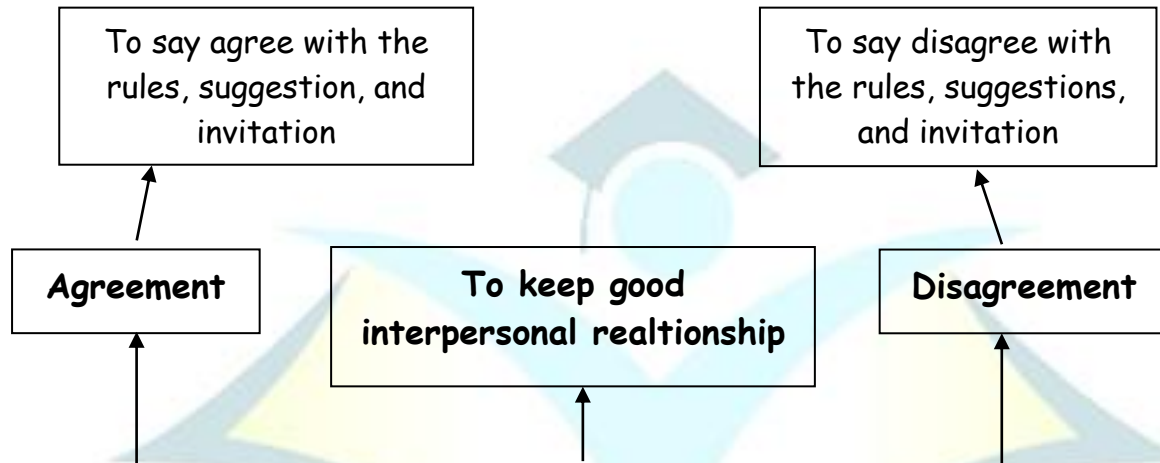 To say agree with the
rules, suggestion, and
invitation
To say disagree with
the rules, suggestions,
and invitation
Agreement
To keep good
interpersonal realtionship
Disagreement